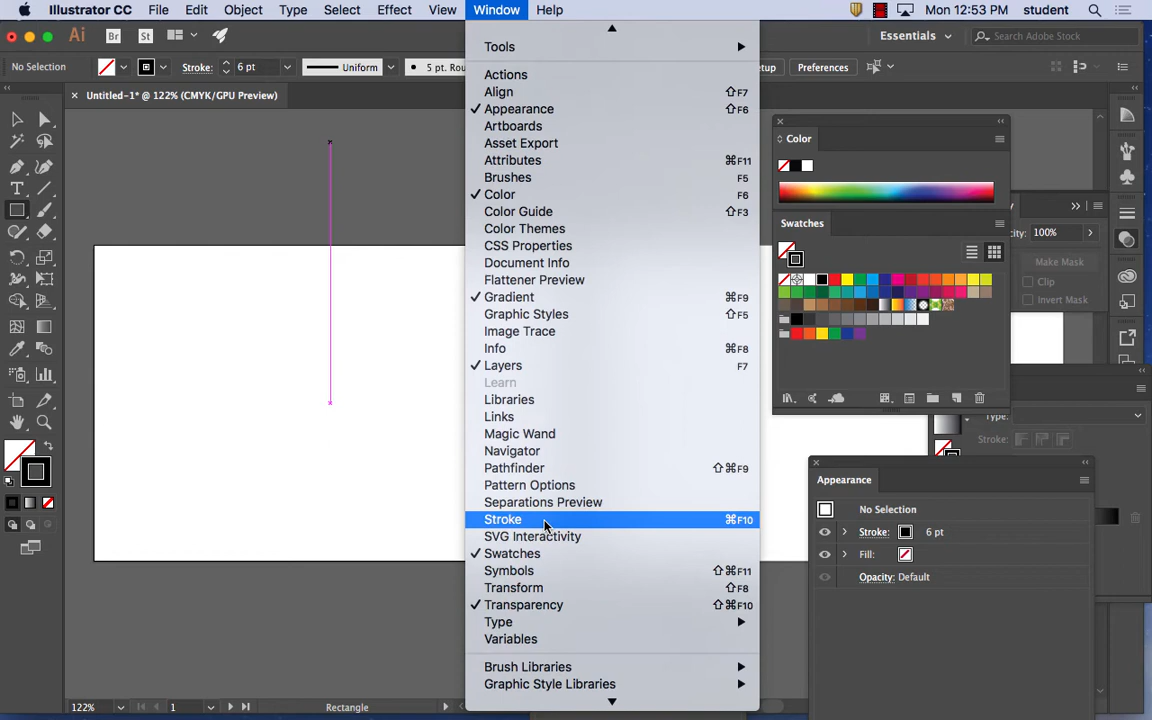 Illustrator CC File Edit Object Type Select Effect View Window Help Mon 12:53 PM student
Ai Br St Essentials Search Adobe Stock
No Selection Stroke: 6 pt Uniform 5 pt. Rou Preferences
Untitled-1* @ 122% (CMYK/GPU Preview)
Tools
Actions
Align ⇧F7
✓ Appearance ⇧F6
Artboards
Asset Export
Attributes ⌘F11
Brushes F5
✓ Color F6
Color Guide ⇧F3
Color Themes
CSS Properties
Document Info
Flattener Preview
✓ Gradient ⌘F9
Graphic Styles ⇧F5
Image Trace
Info ⌘F8
✓ Layers F7
Learn
Libraries
Links
Magic Wand
Navigator
Pathfinder ⇧⌘F9
Pattern Options
Separations Preview
Stroke ⌘F10
SVG Interactivity
✓ Swatches
Symbols ⇧⌘F11
Transform ⇧F8
✓ Transparency ⇧⌘F10
Type
Variables
Brush Libraries
Graphic Style Libraries
Color
Swatches
100%
Make Mask
Clip
Invert Mask
Type:
Stroke:
Appearance
No Selection
Stroke: 6 pt
Fill:
Opacity: Default
122% 1 Rectangle